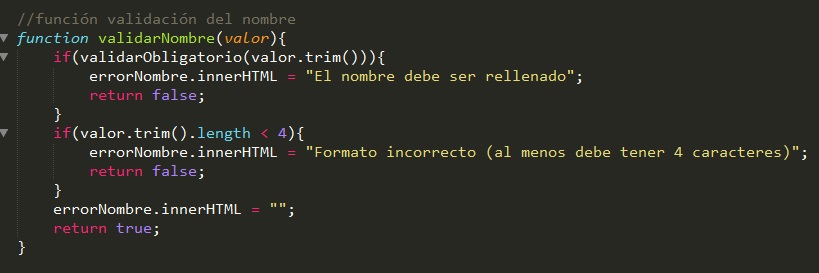 //función validación del nombre
function validarNombre(valor){
    if(validarObligatorio(valor.trim())){
        errorNombre.innerHTML = "El nombre debe ser rellenado";
        return false;
    }
    if(valor.trim().length < 4){
        errorNombre.innerHTML = "Formato incorrecto (al menos debe tener 4 caracteres)";
        return false;
    }
    errorNombre.innerHTML = "";
    return true;
}